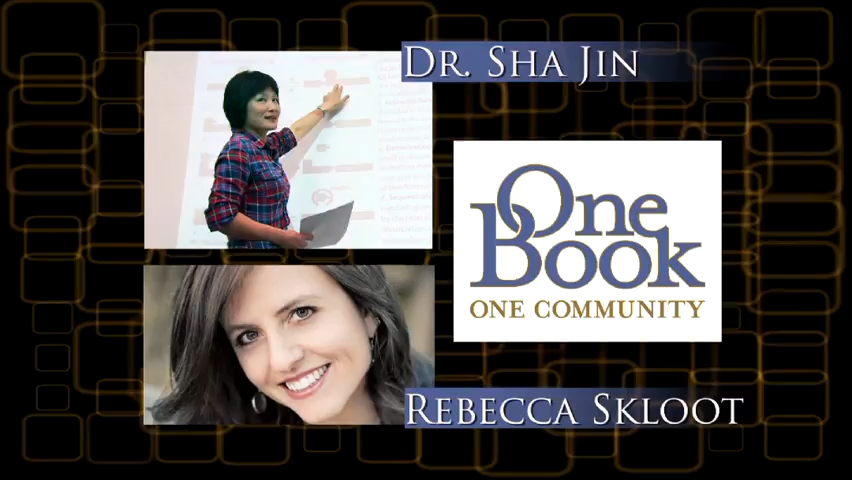 DR. SHA JIN
One
Book
ONE COMMUNITY
REBECCA SKLOOT